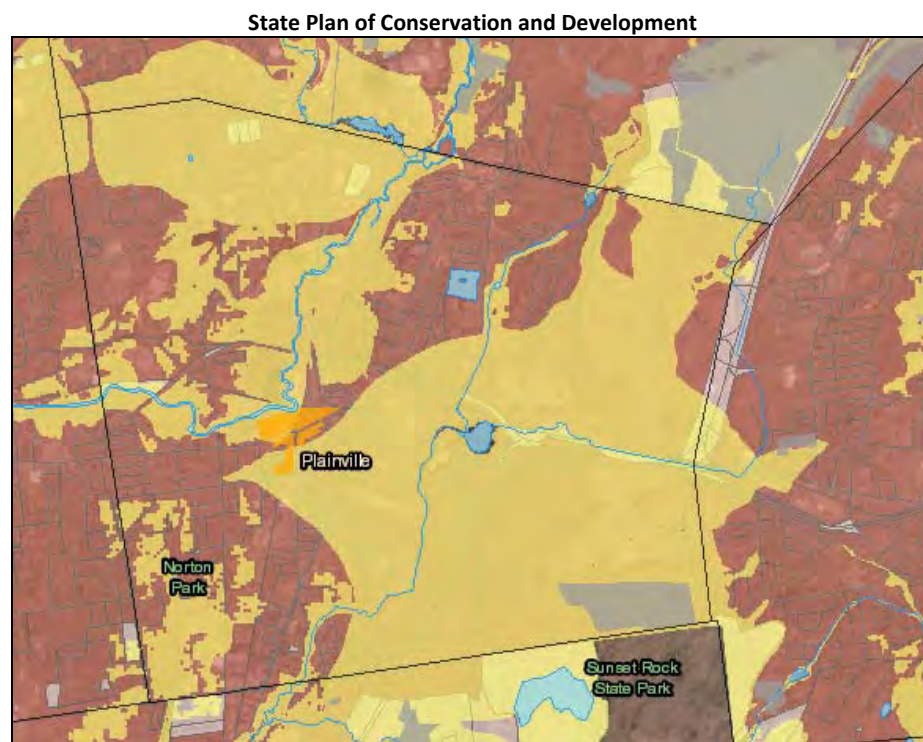 State Plan of Conservation and Development
Plainville
Norton
Park
Sunset Rock
State Park